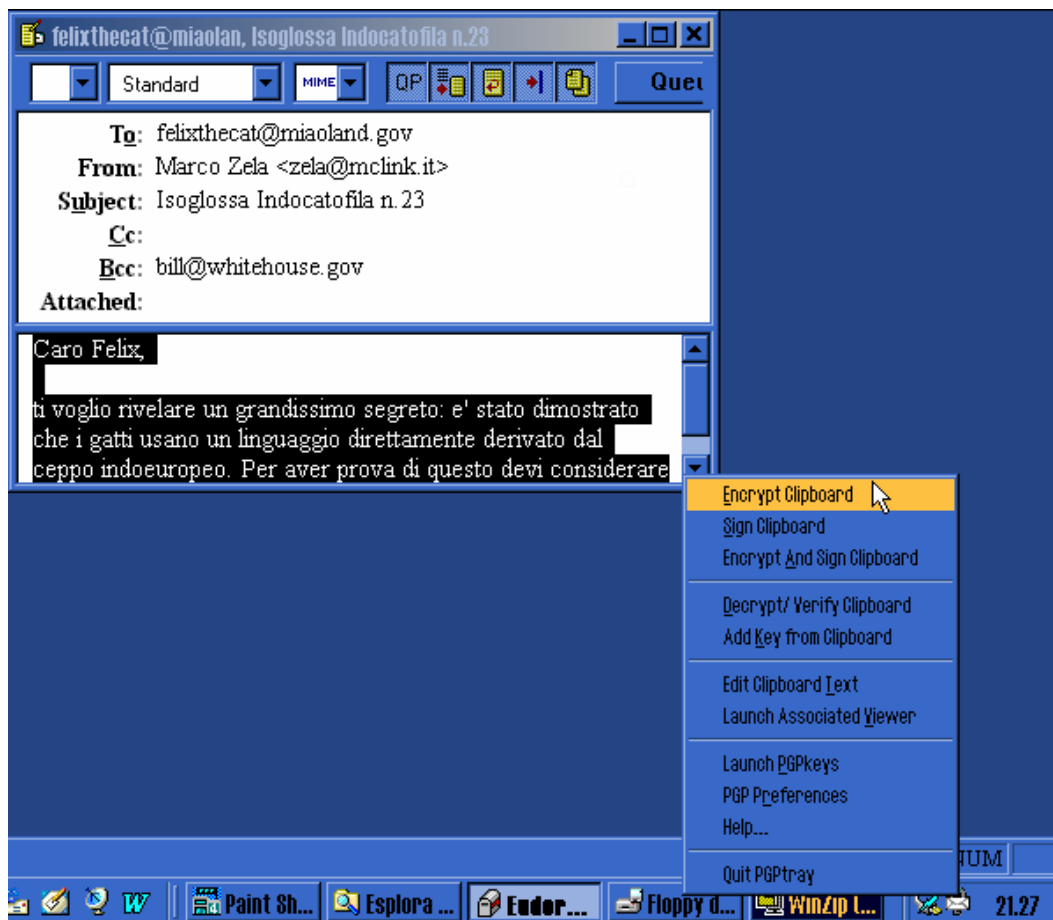 felixthecat@miaolan, Isoglossa Indocatofila n.23
Standard MIME QP Queu
To: felixthecat@miaoland.gov
From: Marco Zela <zela@mclink.it>
Subject: Isoglossa Indocatofila n.23
Cc:
Bcc: bill@whitehouse.gov
Attached:
Caro Felix,
ti voglio rivelare un grandissimo segreto: e' stato dimostrato
che i gatti usano un linguaggio direttamente derivato dal
ceppo indoeuropeo. Per aver prova di questo devi considerare
Encrypt Clipboard
Sign Clipboard
Encrypt And Sign Clipboard
Decrypt/ Verify Clipboard
Add Key from Clipboard
Edit Clipboard Text
Launch Associated Viewer
Launch PGPkeys
PGP Preferences
Help...
Quit PGPtray
NUM
Paint Sh... Esplora ... Eudor... Floppy d... WinZip (... 21.27